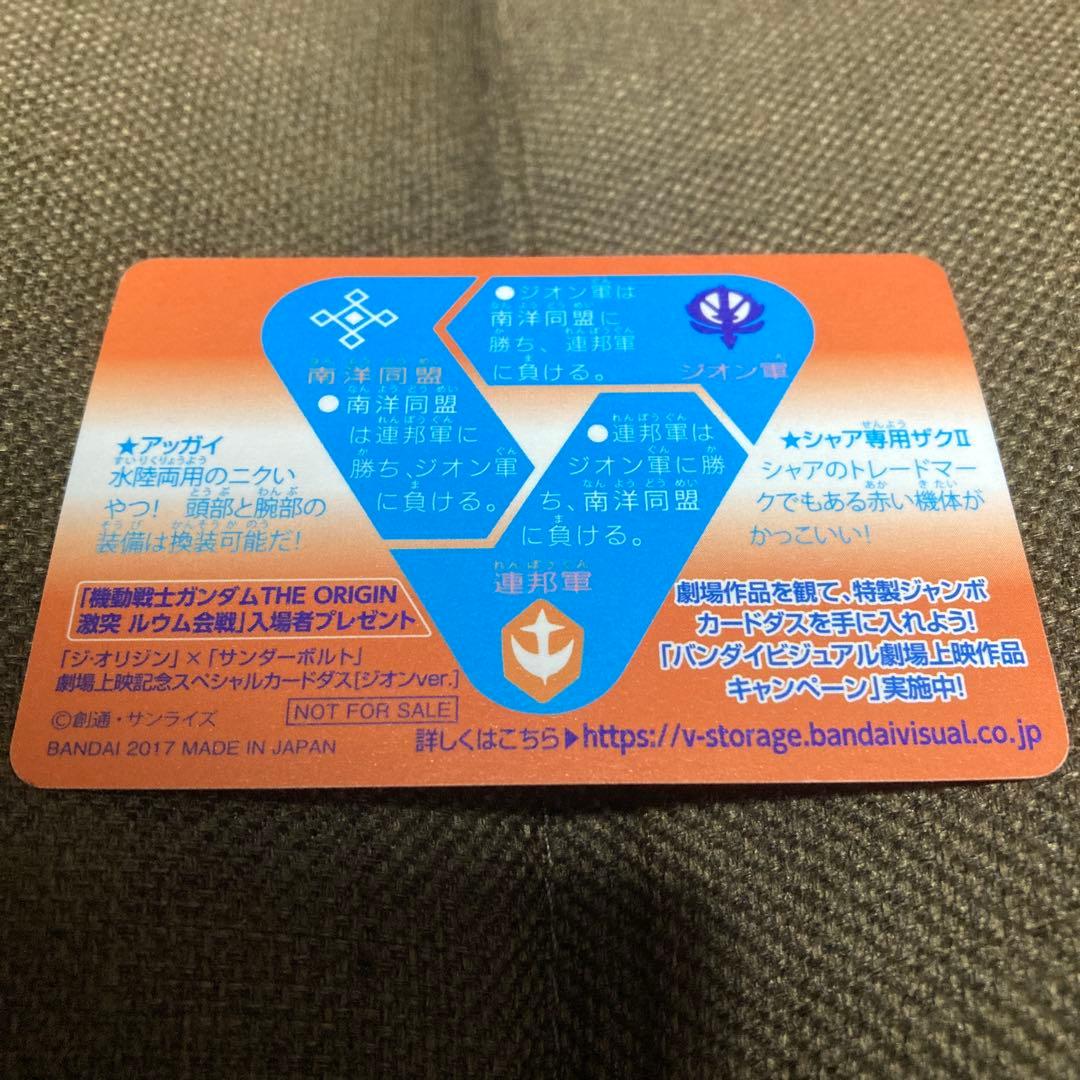 ●ジオン軍は
南洋同盟に
勝ち、連邦軍
に負ける。
ジオン軍
南洋同盟
●南洋同盟
は連邦軍に
勝ち、ジオン軍
に負ける。
●連邦軍は
ジオン軍に勝
ち、南洋同盟
に負ける。
連邦軍
★アッガイ
水陸両用のニクい
やつ! 頭部と腕部の
装備は換装可能だ!
★シャア専用ザクII
シャアのトレードマー
クでもある赤い機体が
かっこいい!
「機動戦士ガンダムTHE ORIGIN
激突 ルウム会戦」入場者プレゼント
「ジ・オリジン」×「サンダーボルト」
劇場上映記念スペシャルカードダス[ジオンver.]
NOT FOR SALE
©創通・サンライズ
BANDAI 2017 MADE IN JAPAN
劇場作品を観て、特製ジャンボ
カードダスを手に入れよう!
「バンダイビジュアル劇場上映作品
キャンペーン」実施中!
詳しくはこちら▶https://v-storage.bandaivisual.co.jp